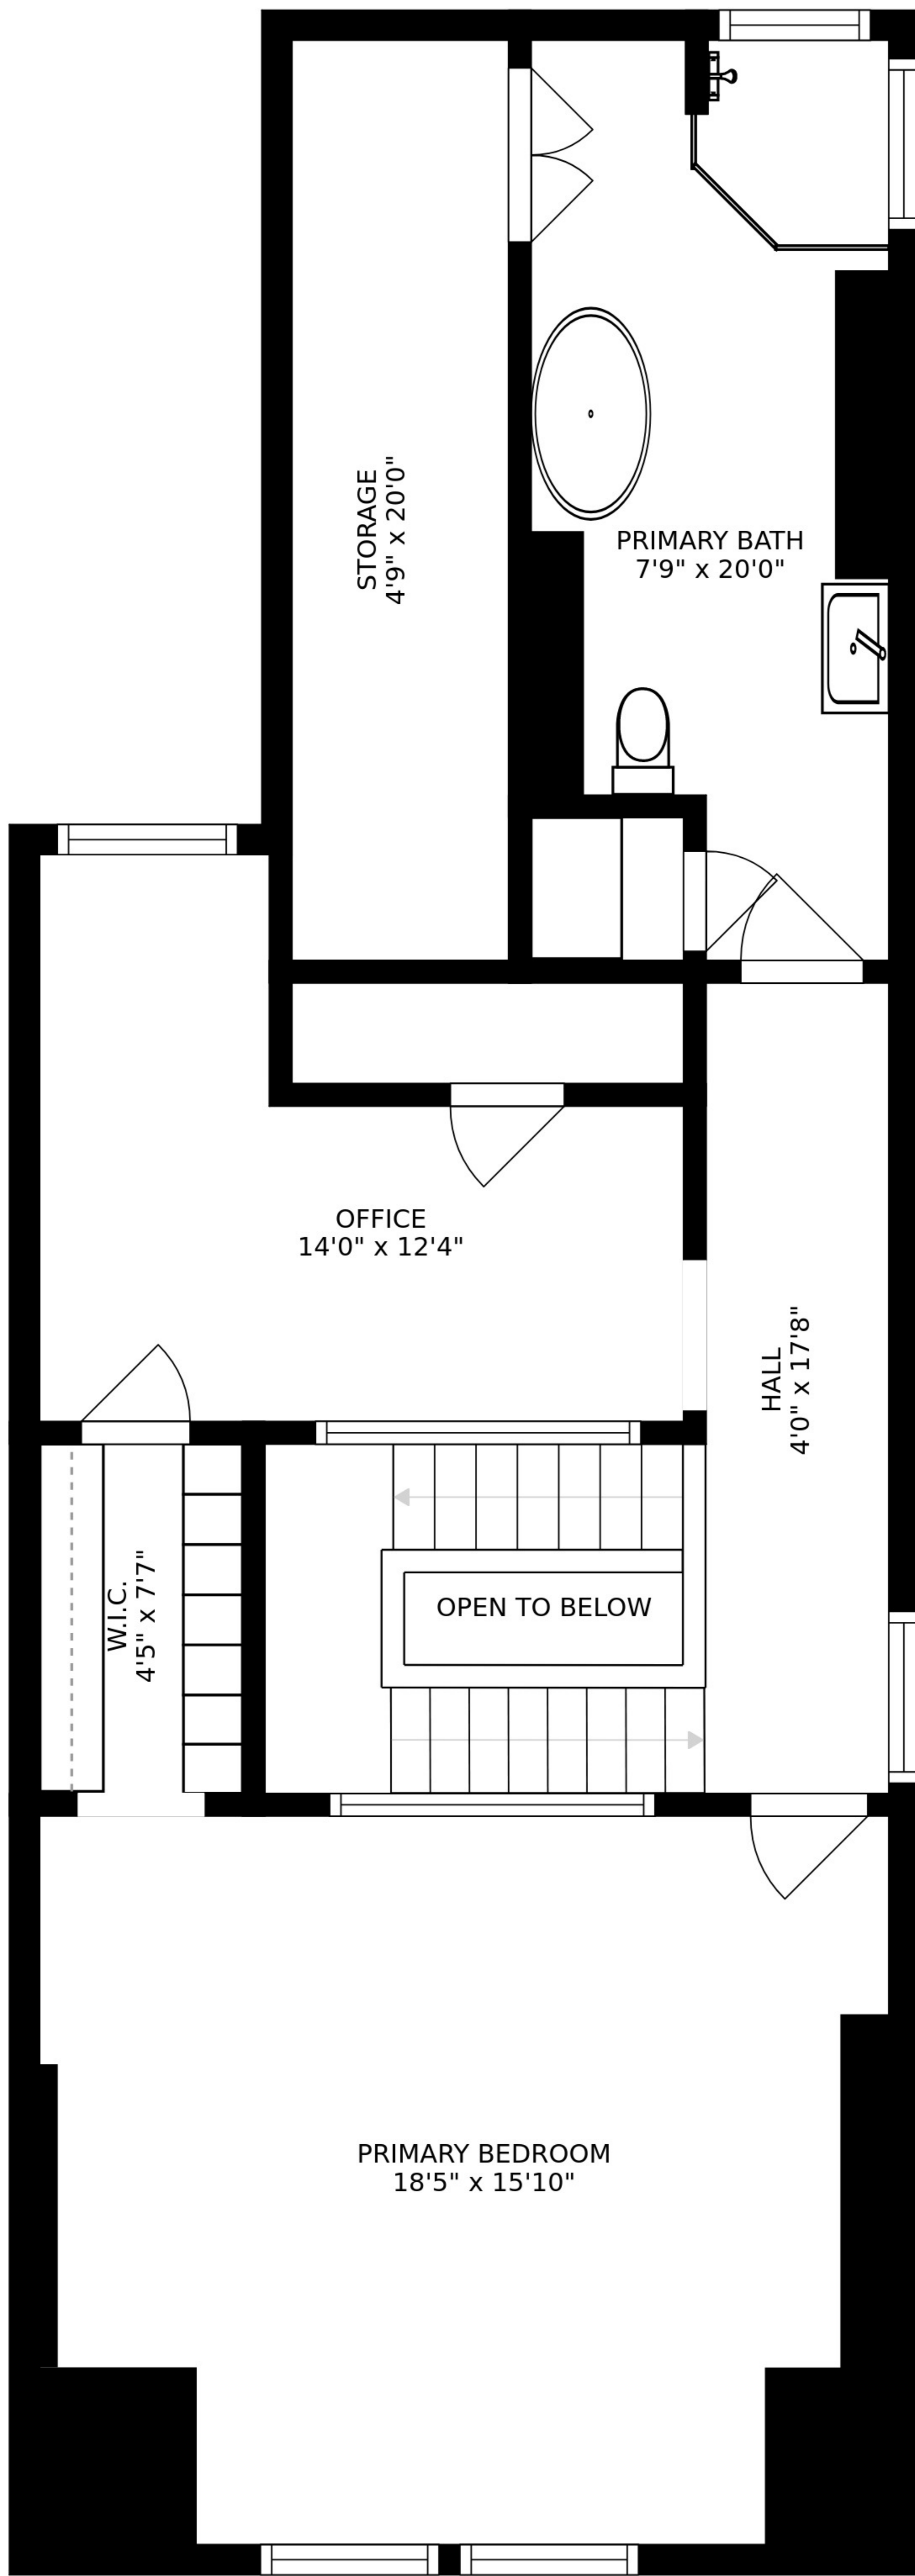 STORAGE
4'9" x 20'0"
PRIMARY BATH
7'9" x 20'0"
OFFICE
14'0" x 12'4"
HALL
4'0" x 17'8"
W.I.C.
4'5" x 7'7"
OPEN TO BELOW
PRIMARY BEDROOM
18'5" x 15'10"